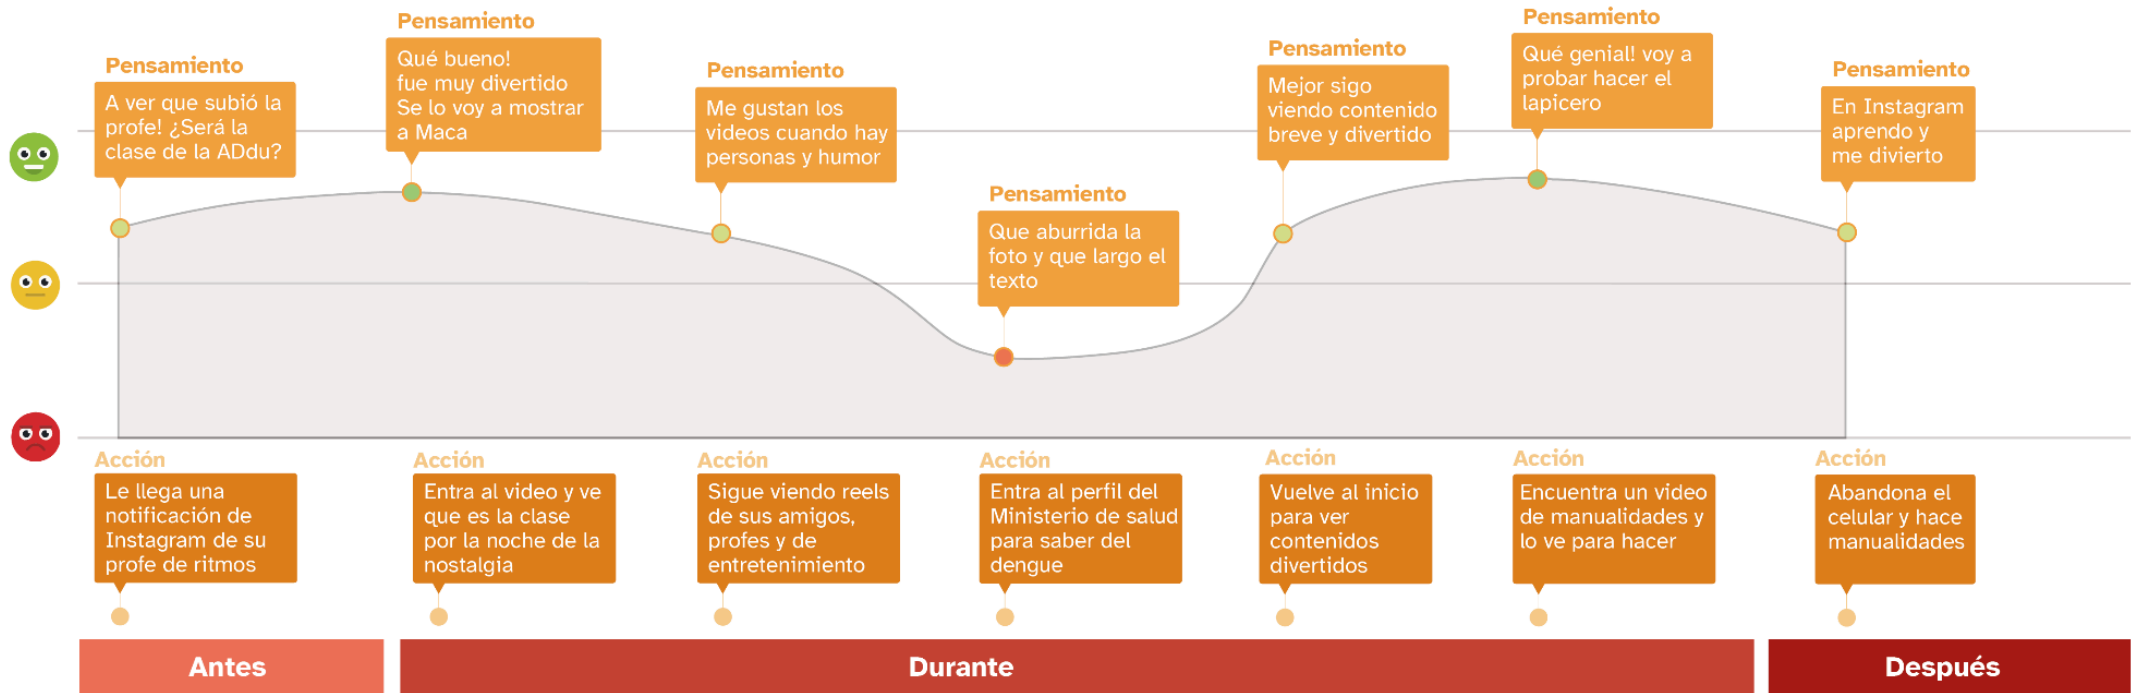 Pensamiento
A ver que subió la
profe! ¿Será la
clase de la ADdu?
Pensamiento
Qué bueno!
fue muy divertido
Se lo voy a mostrar
a Maca
Pensamiento
Me gustan los
videos cuando hay
personas y humor
Pensamiento
Que aburrida la
foto y que largo el
texto
Pensamiento
Mejor sigo
viendo contenido
breve y divertido
Pensamiento
Qué genial! voy a
probar hacer el
lapicero
Pensamiento
En Instagram
aprendo y
me divierto
Acción
Le llega una
notificación de
Instagram de su
profe de ritmos
Acción
Entra al video y ve
que es la clase
por la noche de la
nostalgia
Acción
Sigue viendo reels
de sus amigos,
profes y de
entretenimiento
Acción
Entra al perfil del
Ministerio de salud
para saber del
dengue
Acción
Vuelve al inicio
para ver
contenidos
divertidos
Acción
Encuentra un video
de manualidades y
lo ve para hacer
Acción
Abandona el
celular y hace
manualidades
Antes
Durante
Después